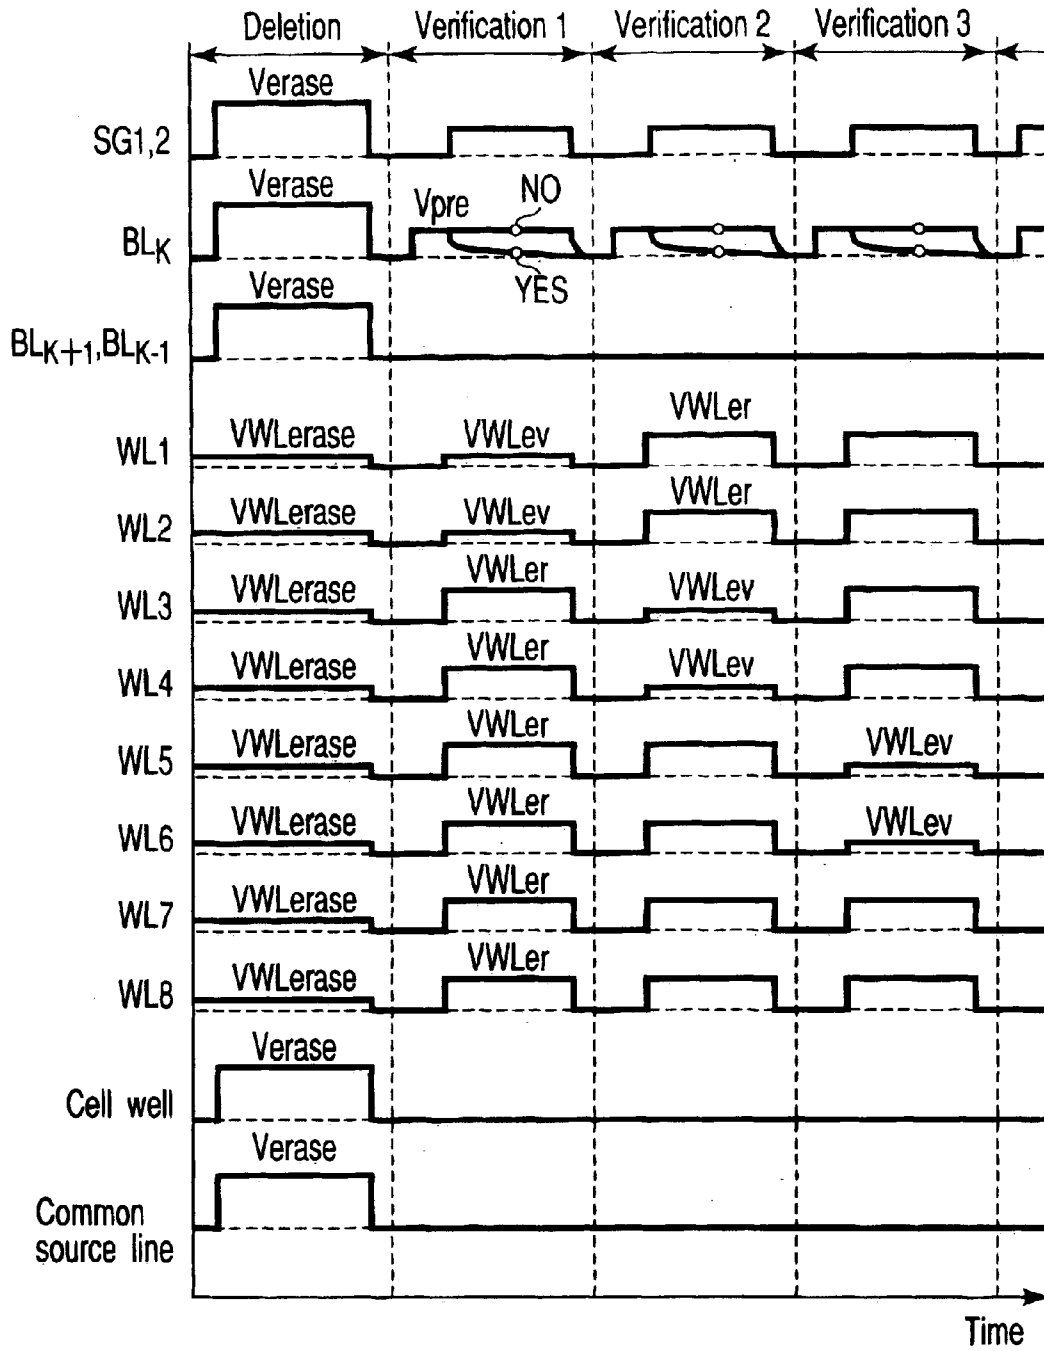 Deletion Verification 1 Verification 2 Verification 3
Verase
SG1,2
Verase
Vpre NO
BLK
YES
Verase
BLK+1,BLK-1
VWLer
WL1 VWLerase VWLev
VWLer
WL2 VWLerase VWLev
VWLer
WL3 VWLerase VWLev
VWLer
WL4 VWLerase VWLev
VWLer
WL5 VWLerase VWLev
VWLer
WL6 VWLerase VWLev
VWLer
WL7 VWLerase
VWLer
WL8 VWLerase
Verase
Cell well
Verase
Common
source line
Time